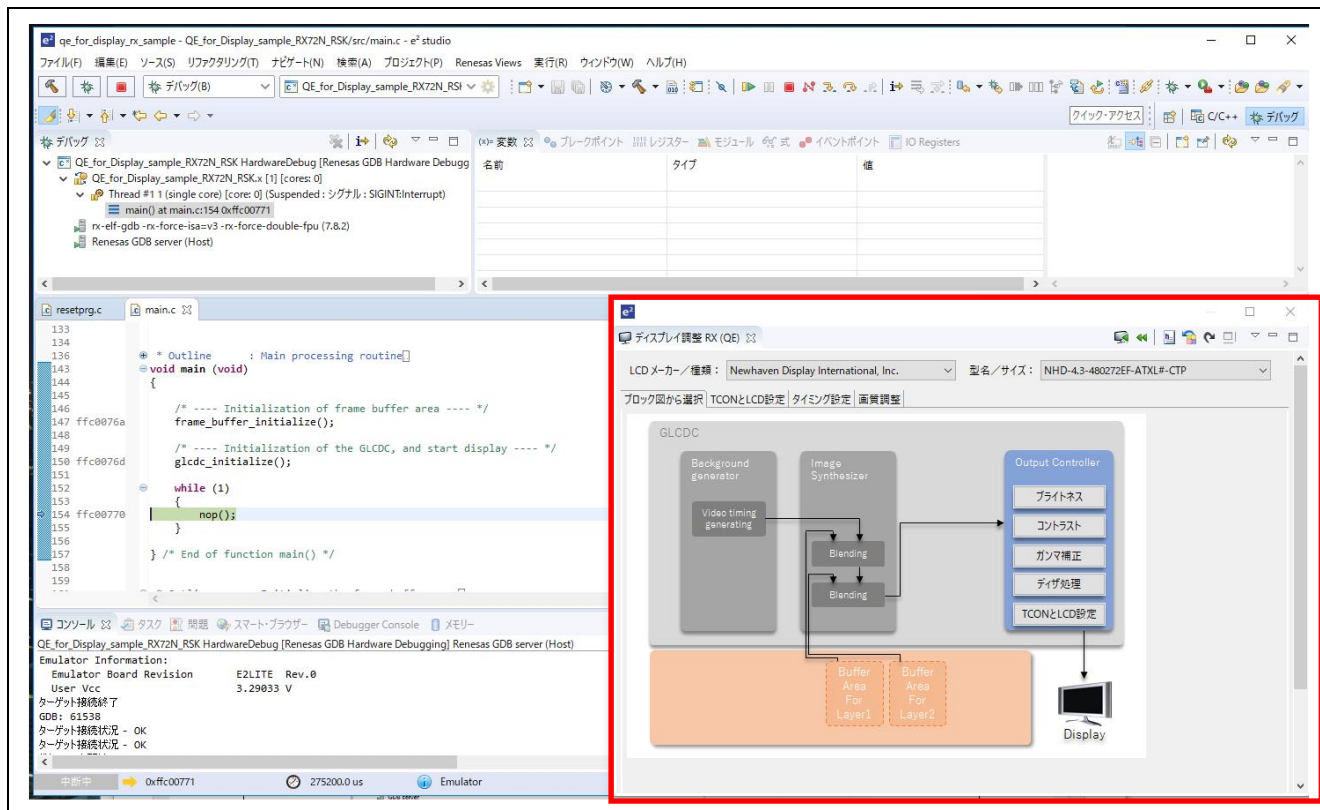 qe_for_display_rx_sample - QE_for_Display_sample_RX72N_RSK/src/main.c - e² studio
ファイル(F) 編集(E) ソース(S) リファクタリング(T) ナビゲート(N) 検索(A) プロジェクト(P) Renesas Views 実行(R) ウィンドウ(W) ヘルプ(H)
デバッグ(B) QE_for_Display_sample_RX72N_RSI
クイック・アクセス C/C++ デバッグ
デバッグ
QE_for_Display_sample_RX72N_RSK HardwareDebug [Renesas GDB Hardware Debugg
QE_for_Display_sample_RX72N_RSK.x [1] [cores: 0]
Thread #1 1 (single core) [core: 0] (Suspended : シグナル : SIGINT:Interrupt)
main() at main.c:154 0xffc00771
rx-elf-gdb -rx-force-isa=v3 -rx-force-double-fpu (7.8.2)
Renesas GDB server (Host)
(x)= 変数 ブレークポイント レジスター モジュール 式 イベントポイント IO Registers
名前 タイプ 値
resetprg.c main.c
133
134
136 * Outline : Main processing routine
143 void main (void)
144 {
145
146 /* ---- Initialization of frame buffer area ---- */
147 ffc0076a frame_buffer_initialize();
148
149 /* ---- Initialization of the GLCDC, and start display ---- */
150 ffc0076d glcdc_initialize();
151
152 while (1)
153 {
154 ffc00770 nop();
155 }
156
157 } /* End of function main() */
158
159
コンソール タスク 問題 スマート・ブラウザー Debugger Console メモリー
QE_for_Display_sample_RX72N_RSK HardwareDebug [Renesas GDB Hardware Debugging] Renesas GDB server (Host)
Emulator Information:
Emulator Board Revision E2LITE Rev.0
User Vcc 3.29033 V
ターゲット接続終了
GDB: 61538
ターゲット接続状況 - OK
ターゲット接続状況 - OK
中断中 0xffc00771 275200.0 us Emulator
e²
ディスプレイ調整 RX (QE)
LCD メーカー／種類： Newhaven Display International, Inc. 型名／サイズ： NHD-4.3-480272EF-ATXL#-CTP
ブロック図から選択 TCONとLCD設定 タイミング設定 画質調整
GLCDC
Background generator
Video timing generating
Image Synthesizer
Blending
Blending
Output Controller
ブライトネス
コントラスト
ガンマ補正
ディザ処理
TCONとLCD設定
Buffer Area For Layer1
Buffer Area For Layer2
Display